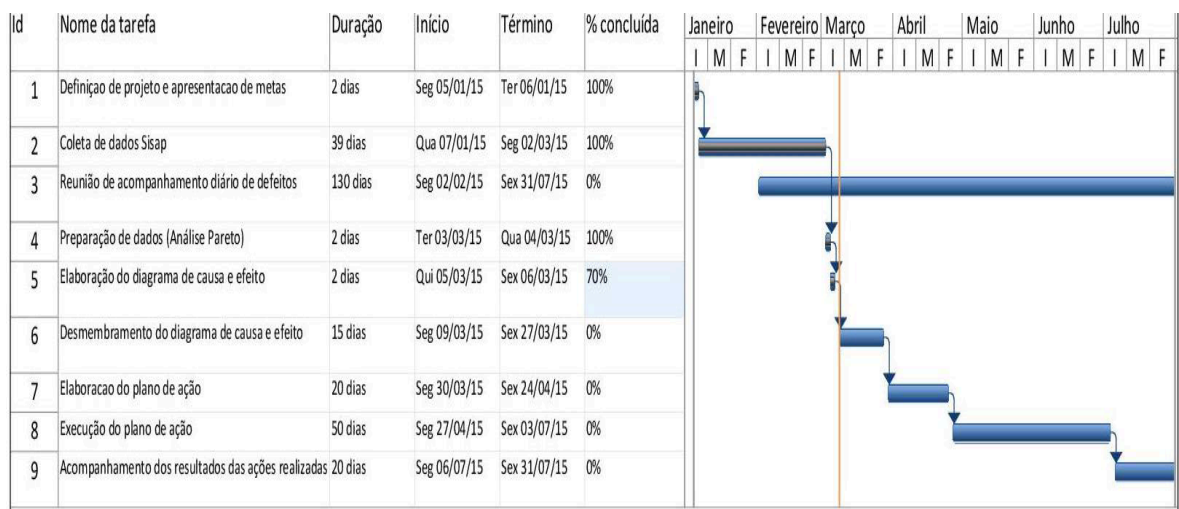 Id Nome da tarefa Duração Início Término % concluída Janeiro Fevereiro Março Abril Maio Junho Julho
I M F I M F I M F I M F I M F I M F I M F
1 Definiçao de projeto e apresentacao de metas 2 dias Seg 05/01/15 Ter 06/01/15 100%
2 Coleta de dados Sisap 39 dias Qua 07/01/15 Seg 02/03/15 100%
3 Reunião de acompanhamento diário de defeitos 130 dias Seg 02/02/15 Sex 31/07/15 0%
4 Preparação de dados (Análise Pareto) 2 dias Ter 03/03/15 Qua 04/03/15 100%
5 Elaboração do diagrama de causa e efeito 2 dias Qui 05/03/15 Sex 06/03/15 70%
6 Desmembramento do diagrama de causa e efeito 15 dias Seg 09/03/15 Sex 27/03/15 0%
7 Elaboracao do plano de ação 20 dias Seg 30/03/15 Sex 24/04/15 0%
8 Execução do plano de ação 50 dias Seg 27/04/15 Sex 03/07/15 0%
9 Acompanhamento dos resultados das ações realizadas 20 dias Seg 06/07/15 Sex 31/07/15 0%